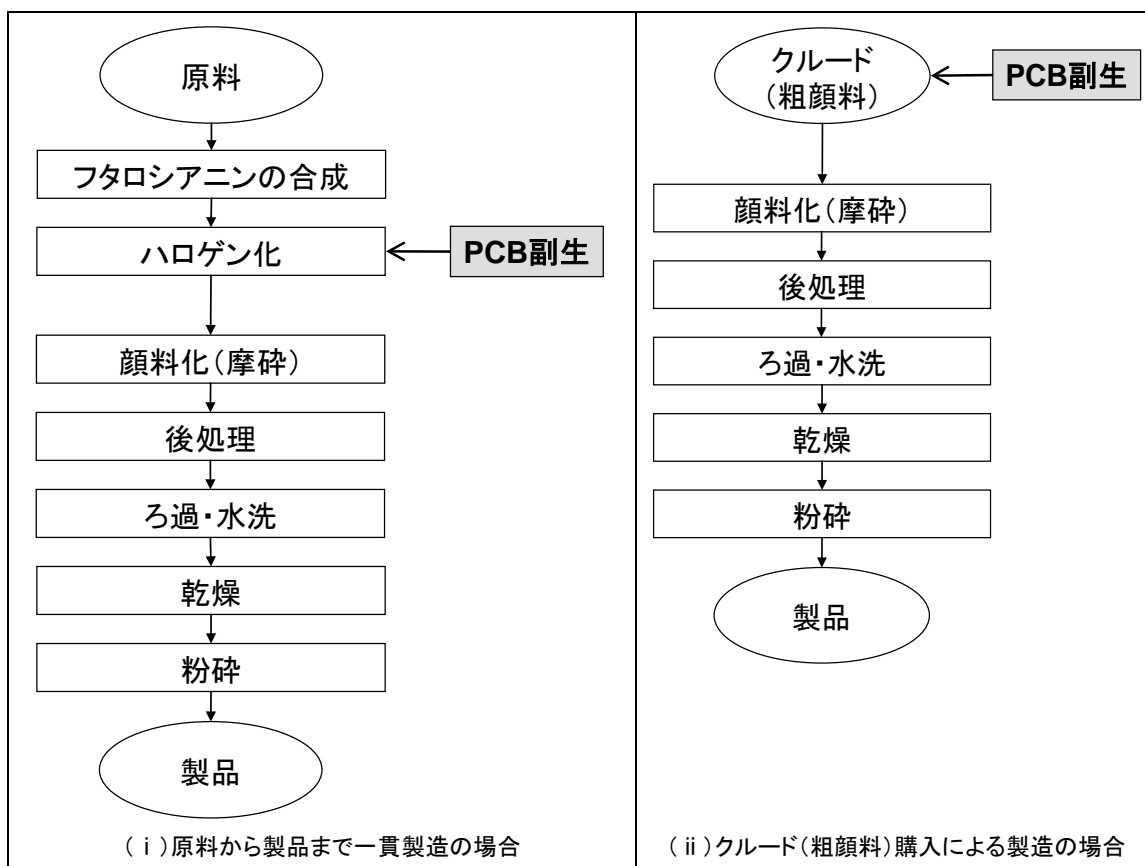 原料
フタロシアニンの合成
ハロゲン化
PCB副生
顔料化(摩砕)
後処理
ろ過・水洗
乾燥
粉砕
製品
(ⅰ)原料から製品まで一貫製造の場合
クルード
(粗顔料)
PCB副生
顔料化(摩砕)
後処理
ろ過・水洗
乾燥
粉砕
製品
(ⅱ)クルード(粗顔料)購入による製造の場合